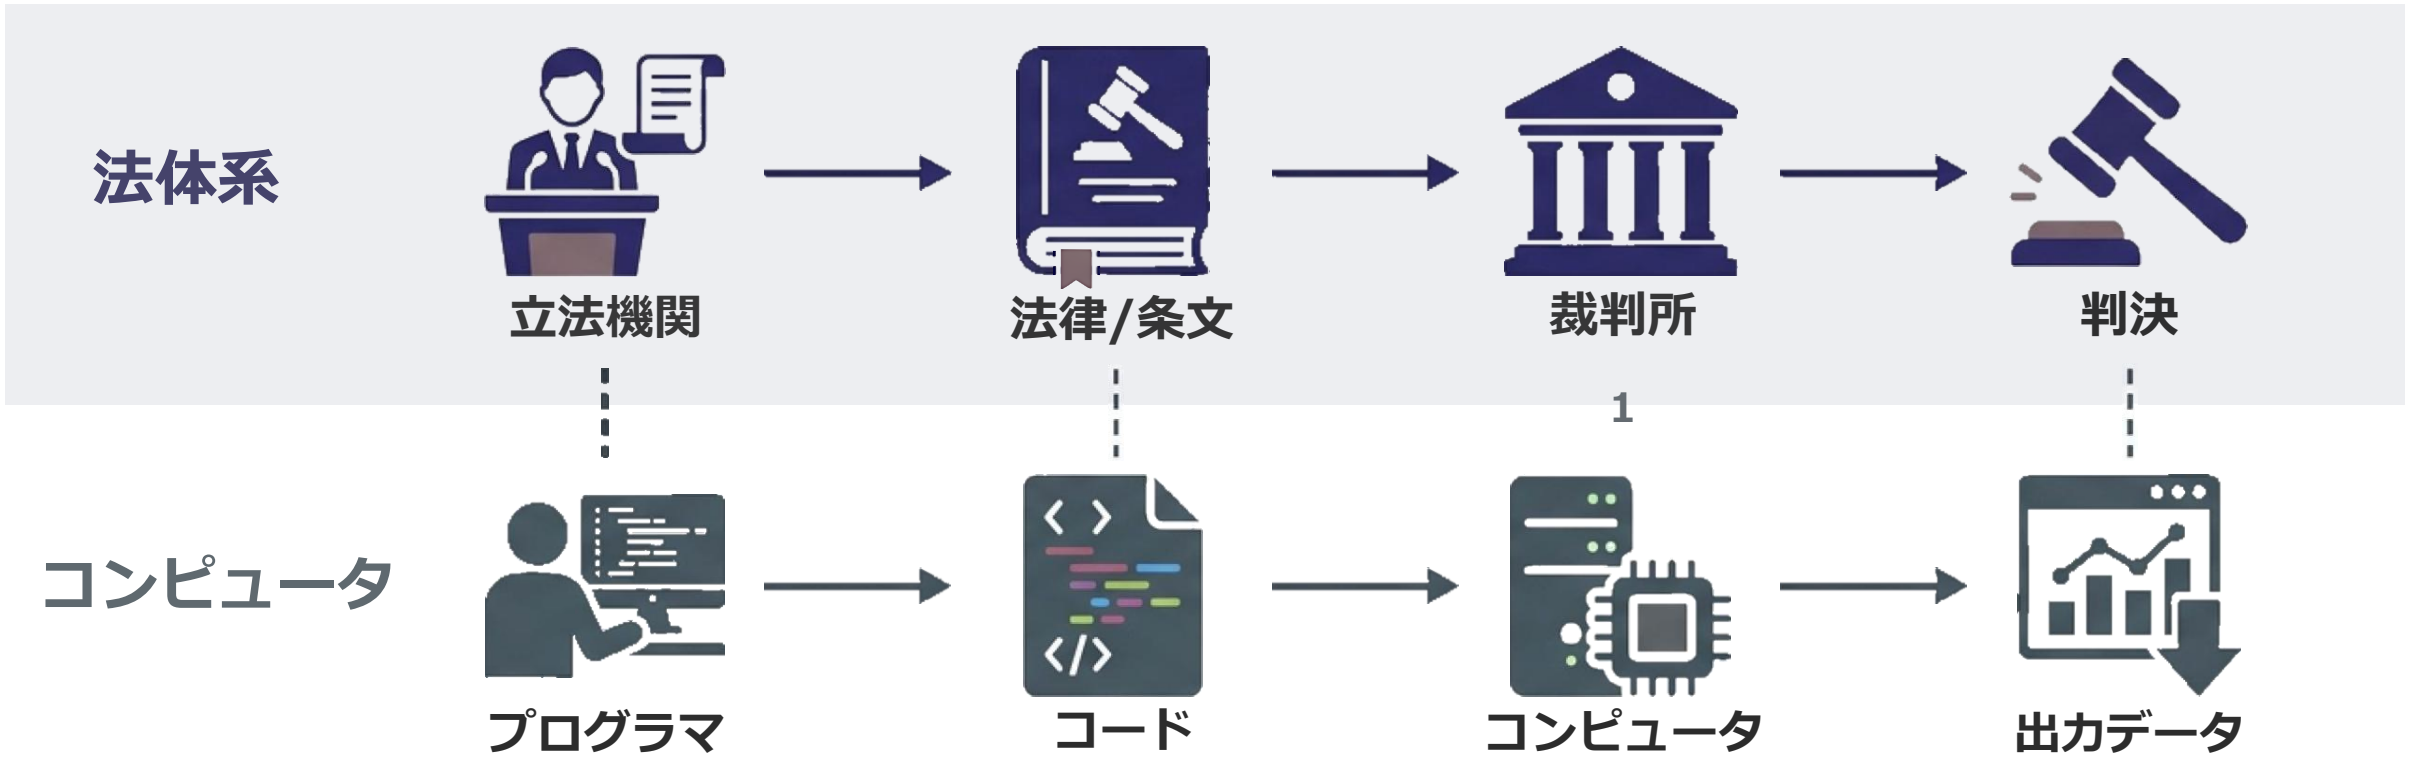 法体系
立法機関
法律/条文
裁判所
判決
1
コンピュータ
プログラマ
コード
コンピュータ
出力データ